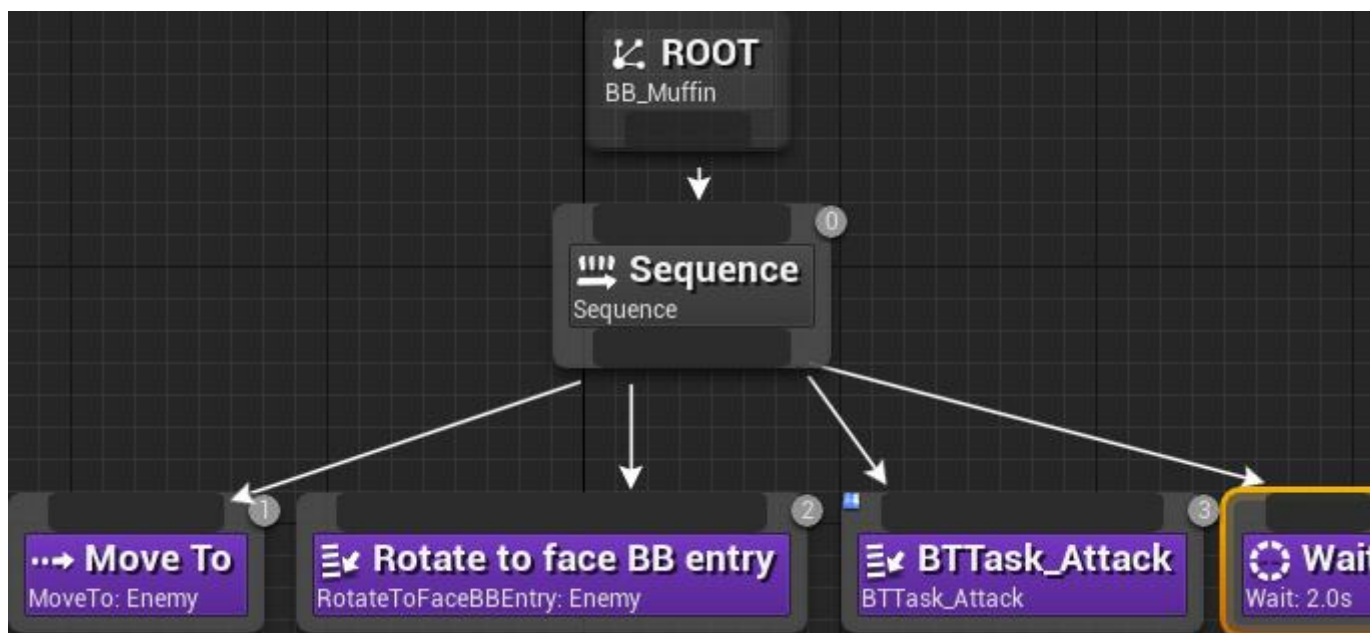 ROOT
BB_Muffin
0
Sequence
Sequence
1
2
3
Move To
MoveTo: Enemy
Rotate to face BB entry
RotateToFaceBBEntry: Enemy
BTTask_Attack
BTTask_Attack
Wait
Wait: 2.0s